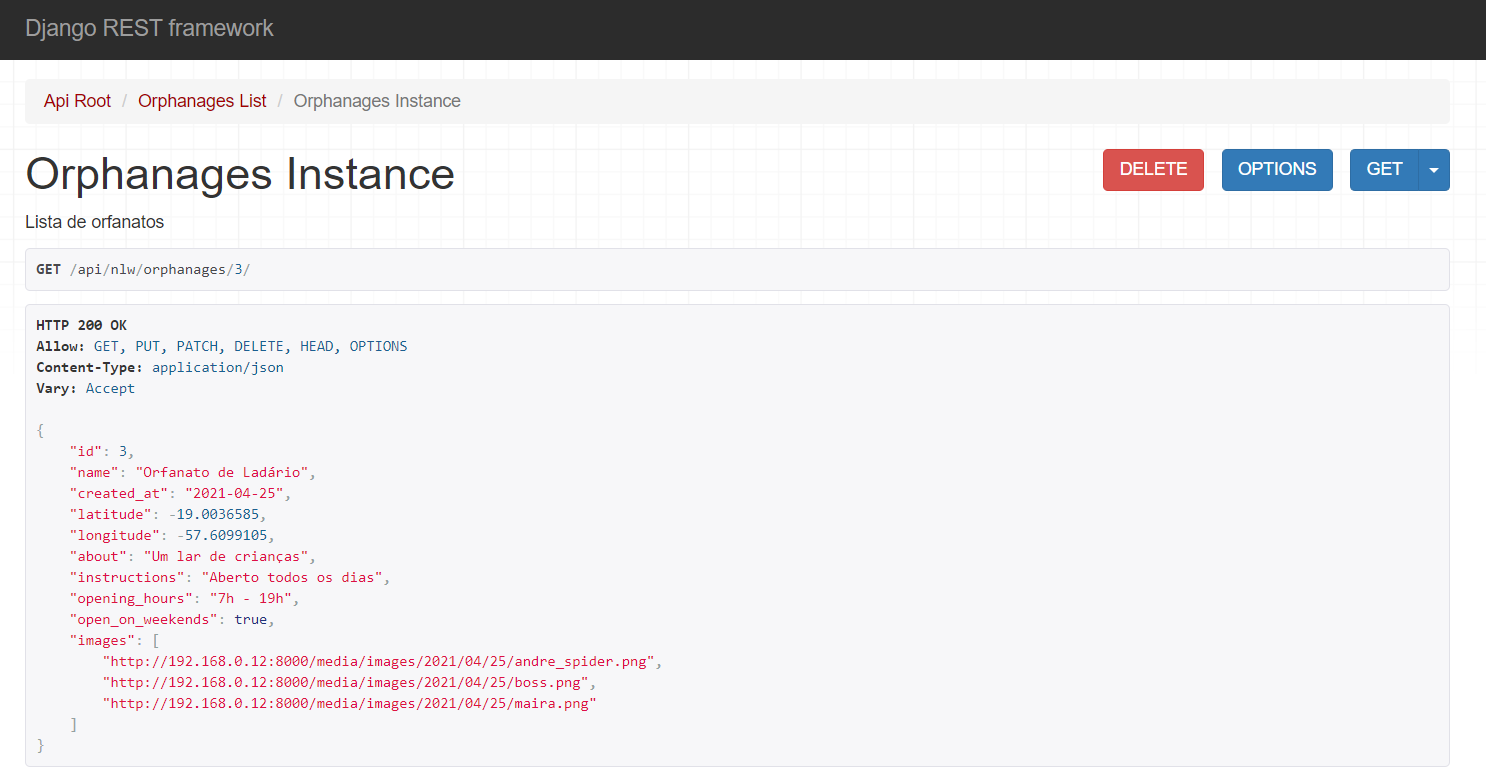 Django REST framework
Api Root / Orphanages List / Orphanages Instance
Orphanages Instance
DELETE
OPTIONS
GET
Lista de orfanatos
GET /api/nlw/orphanages/3/
HTTP 200 OK
Allow: GET, PUT, PATCH, DELETE, HEAD, OPTIONS
Content-Type: application/json
Vary: Accept
{
    "id": 3,
    "name": "Orfanato de Ladário",
    "created_at": "2021-04-25",
    "latitude": -19.0036585,
    "longitude": -57.6099105,
    "about": "Um lar de crianças",
    "instructions": "Aberto todos os dias",
    "opening_hours": "7h - 19h",
    "open_on_weekends": true,
    "images": [
        "http://192.168.0.12:8000/media/images/2021/04/25/andre_spider.png",
        "http://192.168.0.12:8000/media/images/2021/04/25/boss.png",
        "http://192.168.0.12:8000/media/images/2021/04/25/maira.png"
    ]
}